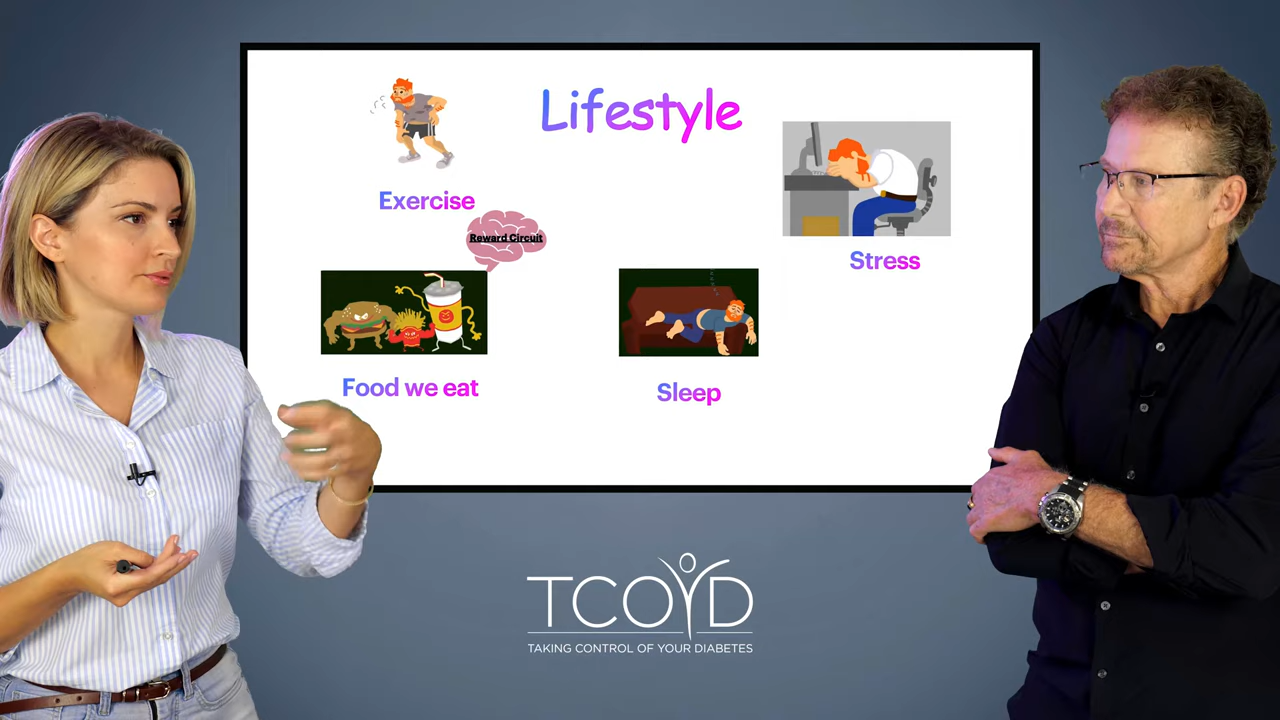 Lifestyle
Exercise
Reward Circuit
Stress
Food we eat
Sleep
TCOYD
TAKING CONTROL OF YOUR DIABETES